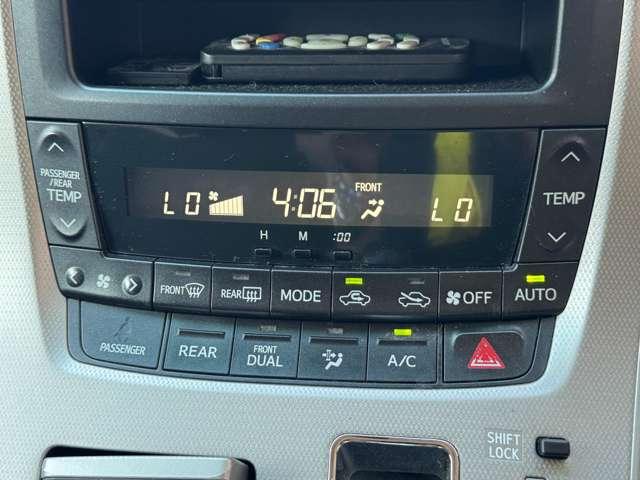 PASSENGER
/REAR
TEMP
LO
4:06
FRONT
LO
TEMP
H
M
:00
FRONT
REAR
MODE
OFF
AUTO
PASSENGER
REAR
FRONT
DUAL
A/C
SHIFT
LOCK